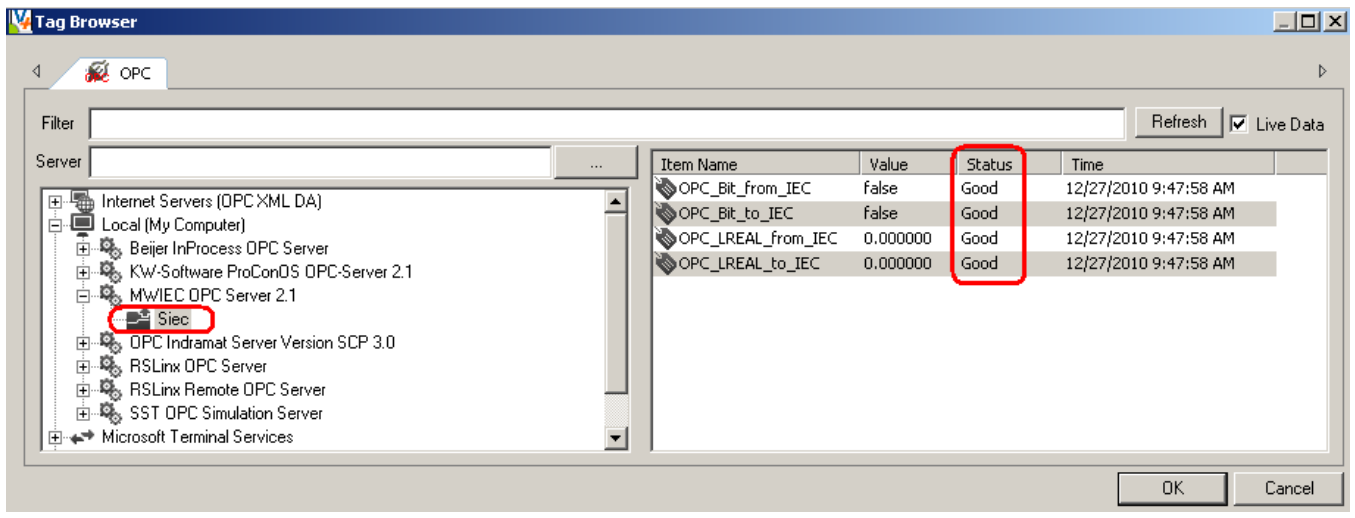 Tag Browser
OPC
Filter
Refresh
Live Data
Server
...
Internet Servers (OPC XML DA)
Local (My Computer)
Beijer InProcess OPC Server
KW-Software ProConOS OPC-Server 2.1
MWIEC OPC Server 2.1
Siec
OPC Indramat Server Version SCP 3.0
RSLinx OPC Server
RSLinx Remote OPC Server
SST OPC Simulation Server
Microsoft Terminal Services
Item Name Value Status Time
OPC_Bit_from_IEC false Good 12/27/2010 9:47:58 AM
OPC_Bit_to_IEC false Good 12/27/2010 9:47:58 AM
OPC_LREAL_from_IEC 0.000000 Good 12/27/2010 9:47:58 AM
OPC_LREAL_to_IEC 0.000000 Good 12/27/2010 9:47:58 AM
OK
Cancel